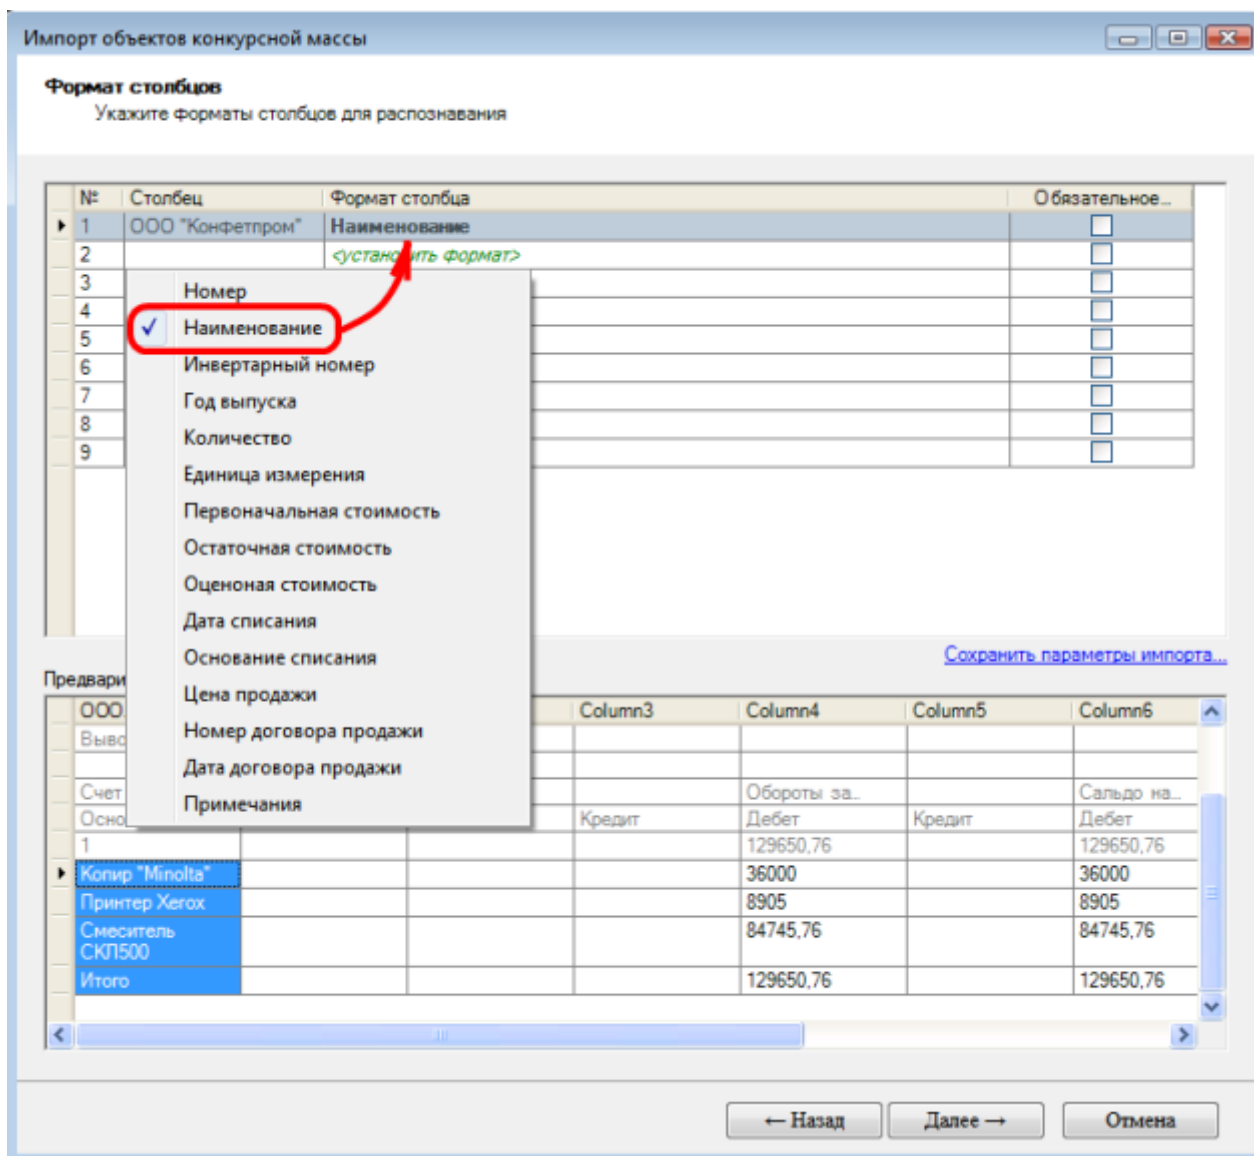 Импорт объектов конкурсной массы
Формат столбцов
Укажите форматы столбцов для распознавания
№ Столбец Формат столбца Обязательное...
1 ООО "Конфетпром" Наименование
2 <установить формат>
3
4
5
6
7
8
9
Номер
Наименование
Инвертарный номер
Год выпуска
Количество
Единица измерения
Первоначальная стоимость
Остаточная стоимость
Оценоная стоимость
Дата списания
Основание списания
Цена продажи
Номер договора продажи
Дата договора продажи
Примечания
Сохранить параметры импорта...
Предвари
ООО. Column3 Column4 Column5 Column6
Выво
Счет Обороты за... Сальдо на...
Осно Кредит Дебет Кредит Дебет
1 129650,76 129650,76
Копир "Minolta" 36000 36000
Принтер Xerox 8905 8905
Смеситель 84745,76 84745,76
СКП500
Итого 129650,76 129650,76
← Назад Далее → Отмена